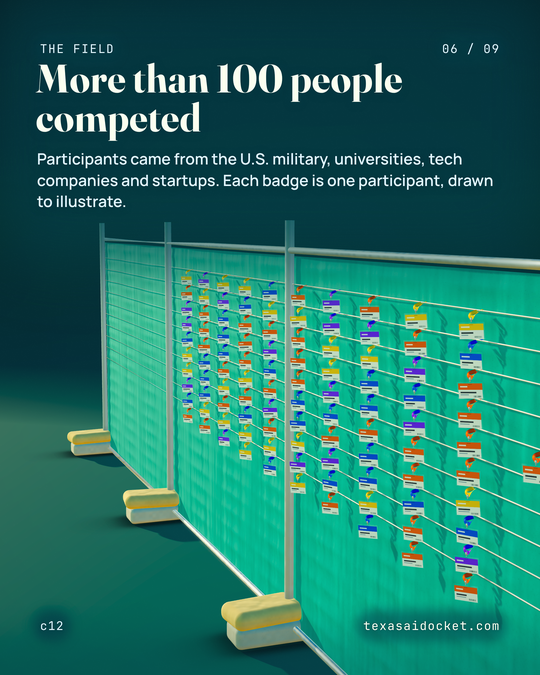 THE FIELD
06 / 09
More than 100 people
competed
Participants came from the U.S. military, universities, tech
companies and startups. Each badge is one participant, drawn
to illustrate.
c12
texasaidocket.com